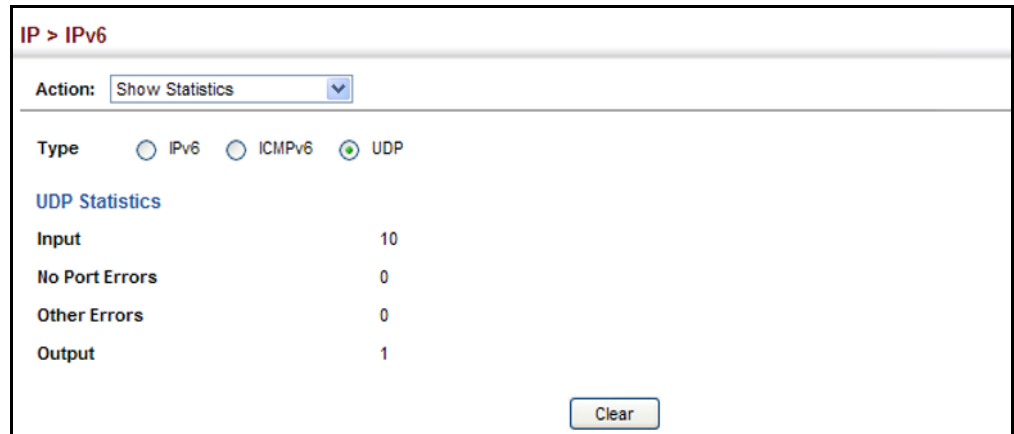 IP > IPv6
Action: Show Statistics
Type IPv6 ICMPv6 UDP
UDP Statistics
Input 10
No Port Errors 0
Other Errors 0
Output 1
Clear